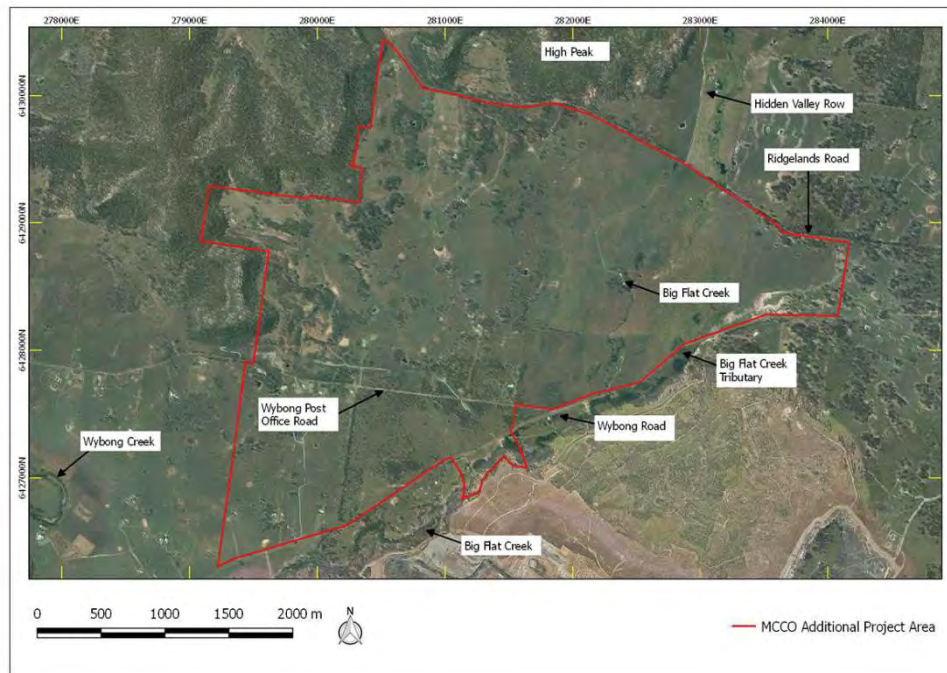 278000E 279000E 280000E 281000E 282000E 283000E 284000E
6430000N
6429000N
6428000N
6427000N
High Peak
Hidden Valley Row
Ridgelands Road
Big Flat Creek
Big Flat Creek
Tributary
Wybong Post
Office Road
Wybong Road
Wybong Creek
Big Flat Creek
0 500 1000 1500 2000 m
N
MCCO Additional Project Area